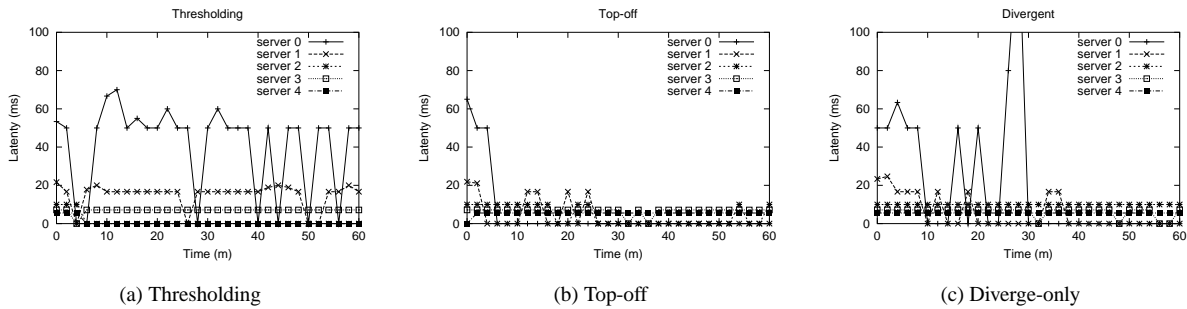 Thresholding
Latenty (ms)
100
80
60
40
20
0
server 0
server 1
server 2
server 3
server 4
0 10 20 30 40 50 60
Time (m)
(a) Thresholding
Top-off
Latenty (ms)
100
80
60
40
20
0
server 0
server 1
server 2
server 3
server 4
0 10 20 30 40 50 60
Time (m)
(b) Top-off
Divergent
Latenty (ms)
100
80
60
40
20
0
server 0
server 1
server 2
server 3
server 4
0 10 20 30 40 50 60
Time (m)
(c) Diverge-only